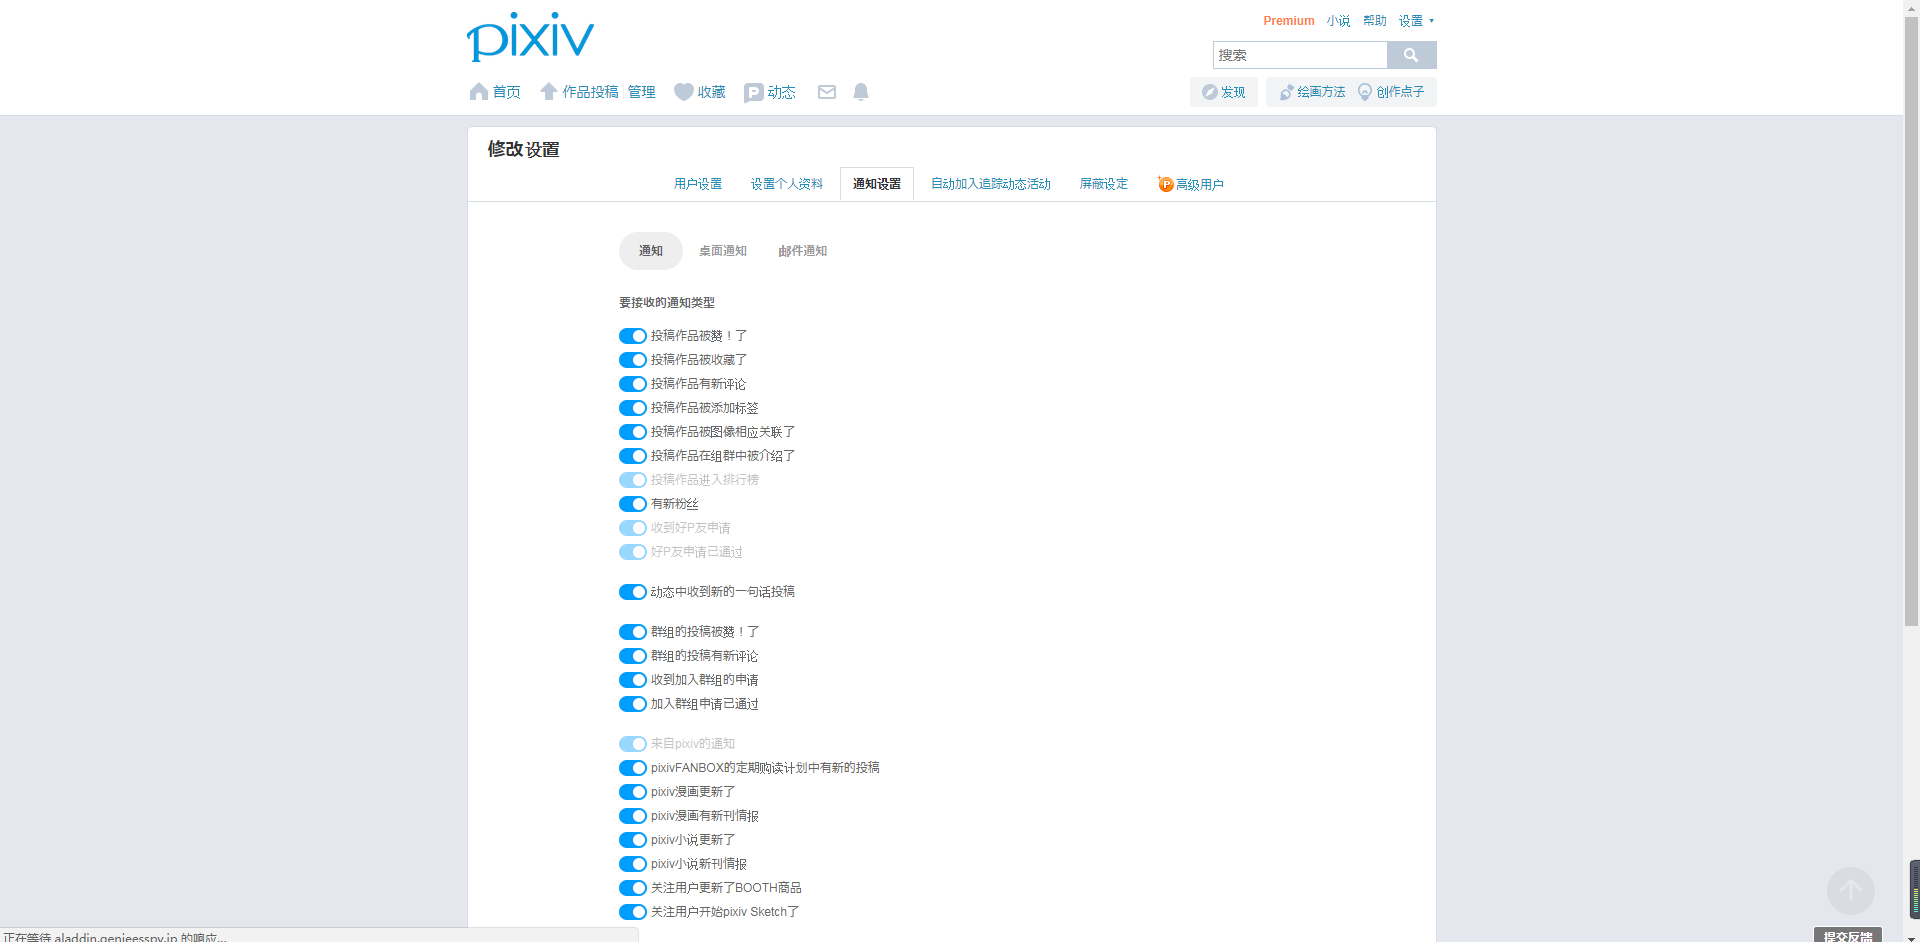 pixiv
Premium 小说 帮助 设置
搜索
首页 作品投稿 管理 收藏 动态
发现 绘画方法 创作点子
修改设置
用户设置 设置个人资料 通知设置 自动加入追踪动态活动 屏蔽设定 高级用户
通知 桌面通知 邮件通知
要接收的通知类型
投稿作品被赞！了
投稿作品被收藏了
投稿作品有新评论
投稿作品被添加标签
投稿作品被图像相应关联了
投稿作品在组群中被介绍了
投稿作品进入排行榜
有新粉丝
收到好P友申请
好P友申请已通过
动态中收到新的一句话投稿
群组的投稿被赞！了
群组的投稿有新评论
收到加入群组的申请
加入群组申请已通过
来自pixiv的通知
pixivFANBOX的定期购读计划中有新的投稿
pixiv漫画更新了
pixiv漫画有新刊情报
pixiv小说更新了
pixiv小说新刊情报
关注用户更新了BOOTH商品
关注用户开始pixiv Sketch了
提交反馈
正在等待 aladdin.genieesspv.jp 的响应...